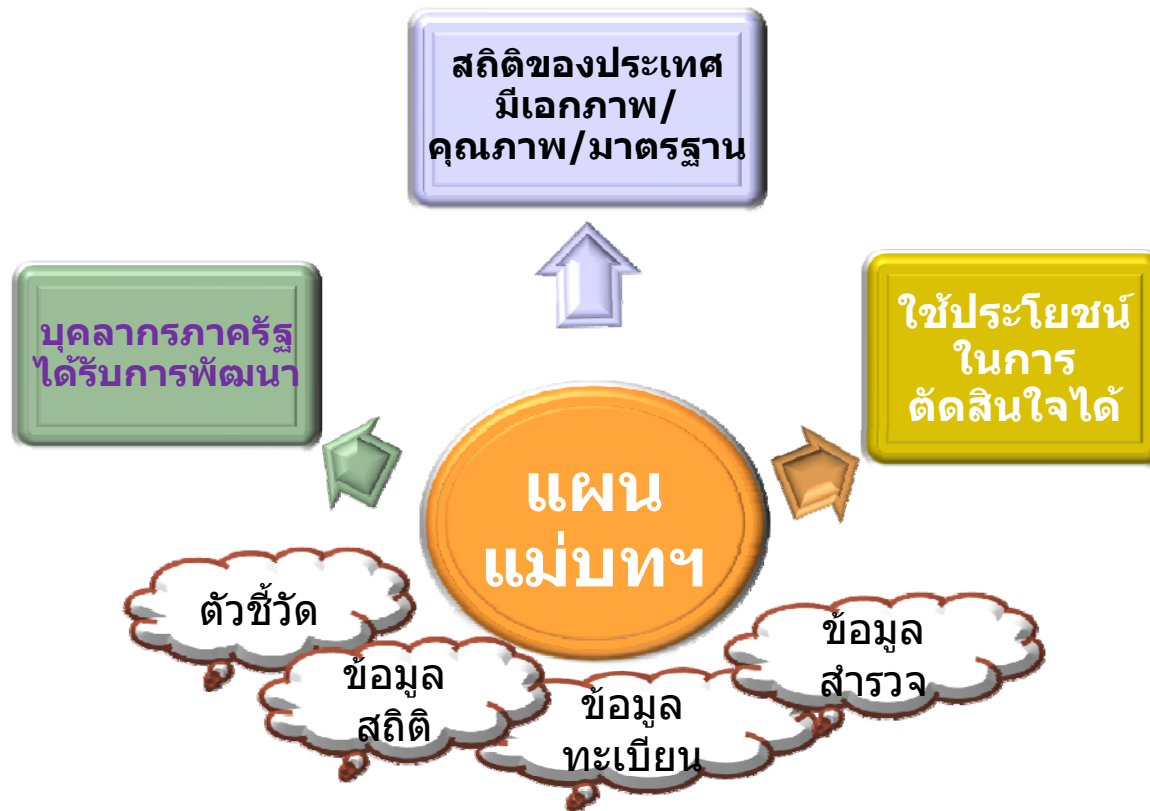 สถิติของประเทศ
มีเอกภาพ/
คุณภาพ/มาตรฐาน
บุคลากรภาครัฐ
ได้รับการพัฒนา
ใช้ประโยชน์
ในการ
ตัดสินใจได้
แผน
แม่บทฯ
ตัวชี้วัด
ข้อมูล
สถิติ
ข้อมูล
ทะเบียน
ข้อมูล
สำรวจ